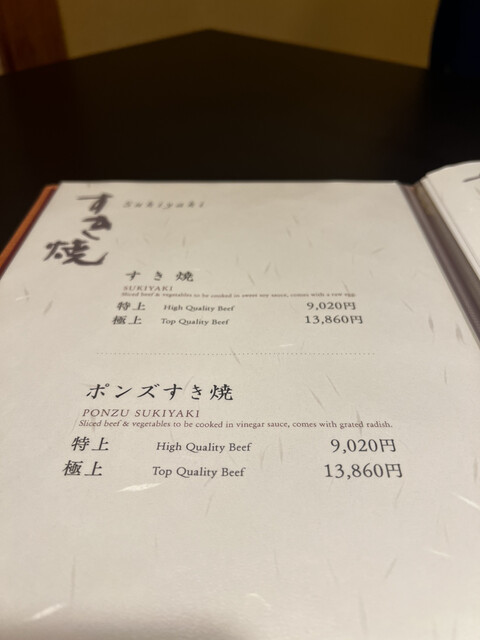 すき焼
Sukiyaki
すき焼
SUKIYAKI
Sliced beef & vegetables to be cooked in sweet soy sauce, comes with a raw egg.
特上 High Quality Beef 9,020円
極上 Top Quality Beef 13,860円
ポンズすき焼
PONZU SUKIYAKI
Sliced beef & vegetables to be cooked in vinegar sauce, comes with grated radish.
特上 High Quality Beef 9,020円
極上 Top Quality Beef 13,860円